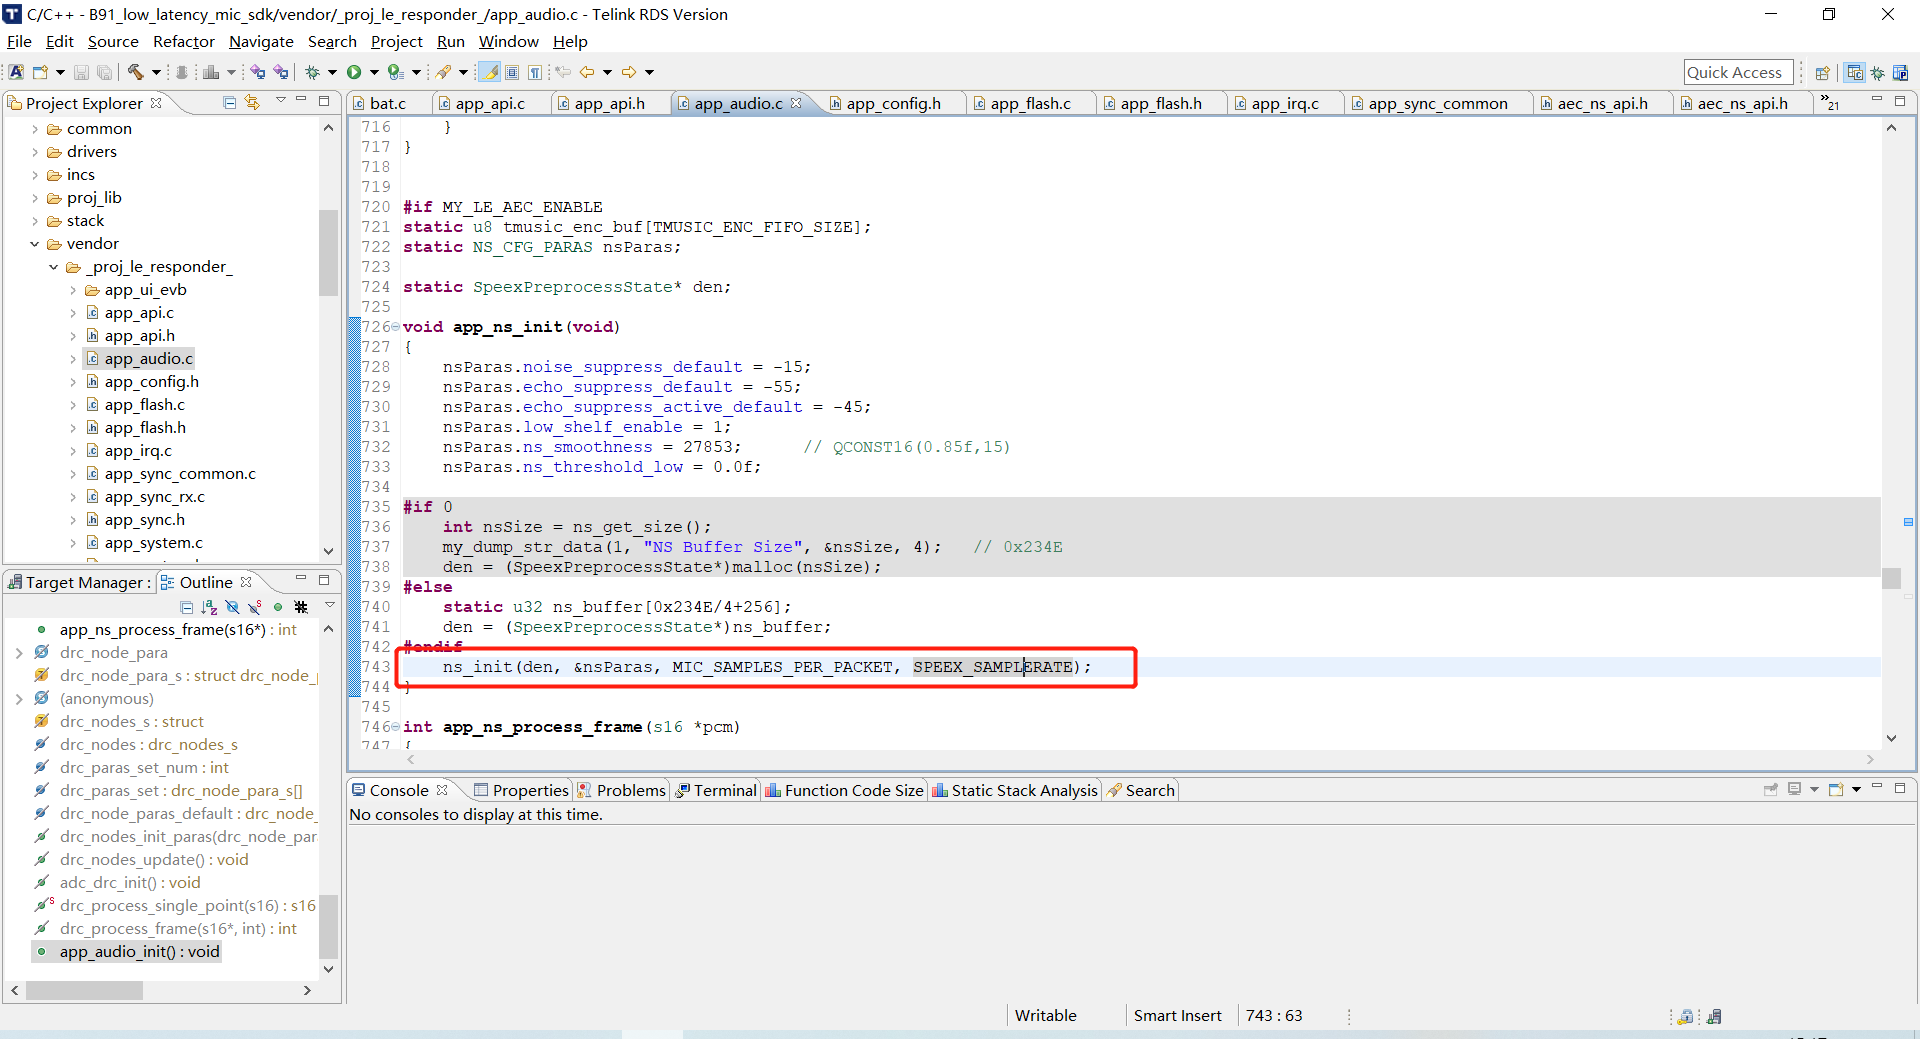 C/C++ - B91_low_latency_mic_sdk/vendor/_proj_le_responder_/app_audio.c - Telink RDS Version
File Edit Source Refactor Navigate Search Project Run Window Help
Quick Access
Project Explorer
common
drivers
incs
proj_lib
stack
vendor
_proj_le_responder_
app_ui_evb
app_api.c
app_api.h
app_audio.c
app_config.h
app_flash.c
app_flash.h
app_irq.c
app_sync_common.c
app_sync_rx.c
app_sync.h
app_system.c
Target Manager :
Outline
app_ns_process_frame(s16*) : int
drc_node_para
drc_node_para_s : struct drc_node_
(anonymous)
drc_nodes_s : struct
drc_nodes : drc_nodes_s
drc_paras_set_num : int
drc_paras_set : drc_node_para_s[]
drc_node_paras_default : drc_node_
drc_nodes_init_paras(drc_node_par
drc_nodes_update() : void
adc_drc_init() : void
drc_process_single_point(s16) : s16
drc_process_frame(s16*, int) : int
app_audio_init() : void
bat.c app_api.c app_api.h app_audio.c app_config.h app_flash.c app_flash.h app_irq.c app_sync_common aec_ns_api.h aec_ns_api.h »21
716 }
717 }
718
719
720 #if MY_LE_AEC_ENABLE
721 static u8 tmusic_enc_buf[TMUSIC_ENC_FIFO_SIZE];
722 static NS_CFG_PARAS nsParas;
723
724 static SpeexPreprocessState* den;
725
726 void app_ns_init(void)
727 {
728 nsParas.noise_suppress_default = -15;
729 nsParas.echo_suppress_default = -55;
730 nsParas.echo_suppress_active_default = -45;
731 nsParas.low_shelf_enable = 1;
732 nsParas.ns_smoothness = 27853; // QCONST16(0.85f,15)
733 nsParas.ns_threshold_low = 0.0f;
734
735 #if 0
736 int nsSize = ns_get_size();
737 my_dump_str_data(1, "NS Buffer Size", &nsSize, 4); // 0x234E
738 den = (SpeexPreprocessState*)malloc(nsSize);
739 #else
740 static u32 ns_buffer[0x234E/4+256];
741 den = (SpeexPreprocessState*)ns_buffer;
742 #endif
743 ns_init(den, &nsParas, MIC_SAMPLES_PER_PACKET, SPEEX_SAMPLERATE);
744 }
745
746 int app_ns_process_frame(s16 *pcm)
747 {
Console Properties Problems Terminal Function Code Size Static Stack Analysis Search
No consoles to display at this time.
Writable Smart Insert 743 : 63